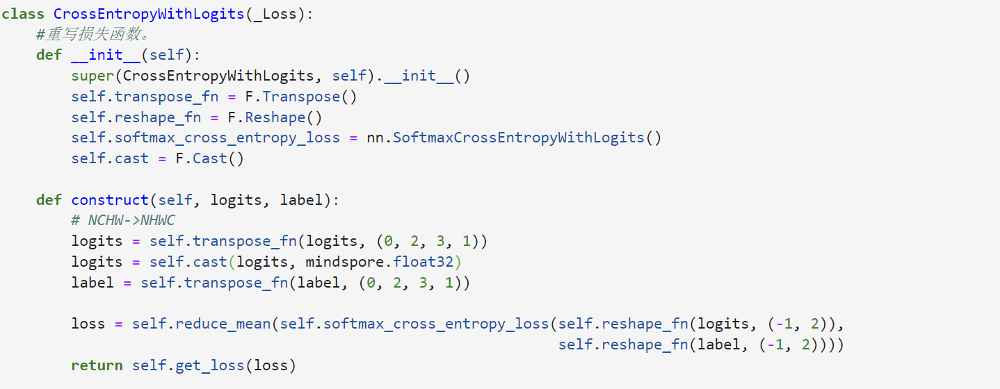 class CrossEntropyWithLogits(_Loss):
    #重写损失函数。
    def __init__(self):
        super(CrossEntropyWithLogits, self).__init__()
        self.transpose_fn = F.Transpose()
        self.reshape_fn = F.Reshape()
        self.softmax_cross_entropy_loss = nn.SoftmaxCrossEntropyWithLogits()
        self.cast = F.Cast()

    def construct(self, logits, label):
        # NCHW->NHWC
        logits = self.transpose_fn(logits, (0, 2, 3, 1))
        logits = self.cast(logits, mindspore.float32)
        label = self.transpose_fn(label, (0, 2, 3, 1))

        loss = self.reduce_mean(self.softmax_cross_entropy_loss(self.reshape_fn(logits, (-1, 2)),
                                                                self.reshape_fn(label, (-1, 2))))
        return self.get_loss(loss)